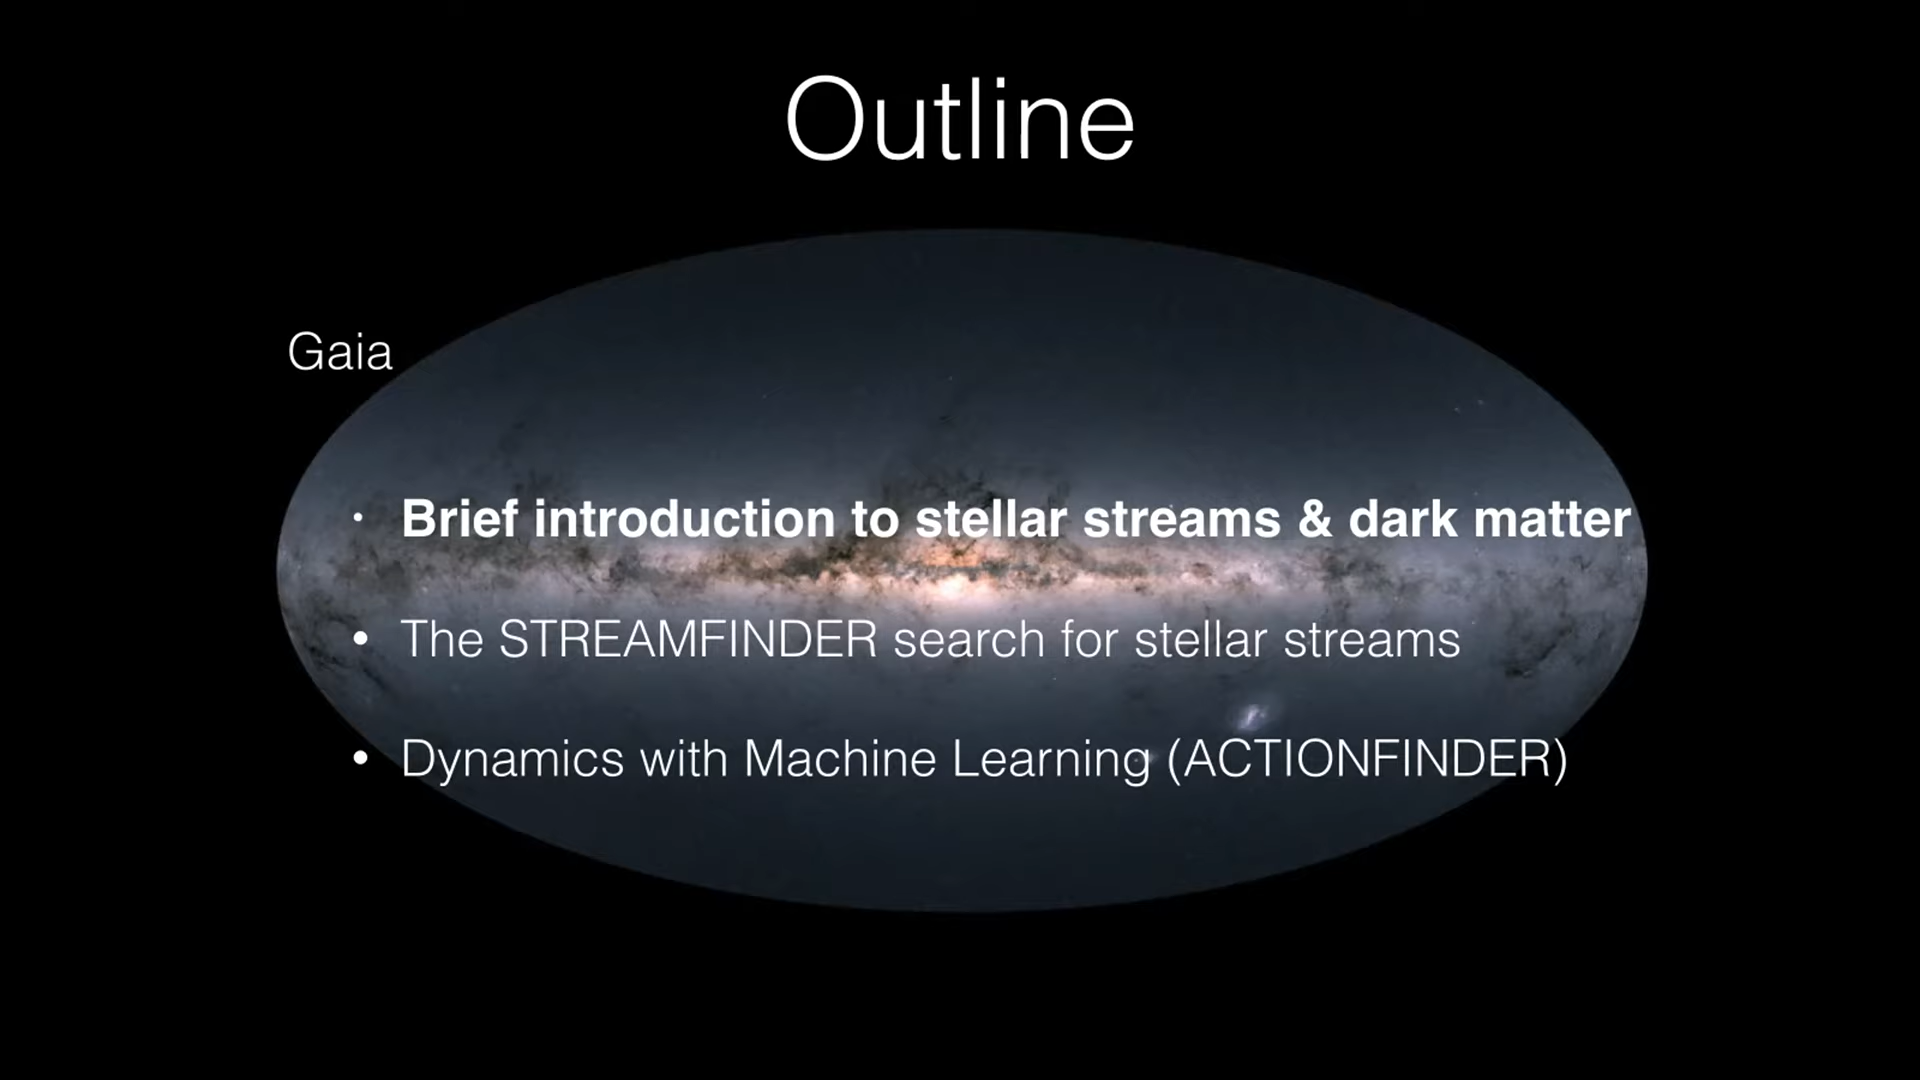 Outline
Gaia
• Brief introduction to stellar streams & dark matter
• The STREAMFINDER search for stellar streams
• Dynamics with Machine Learning (ACTIONFINDER)